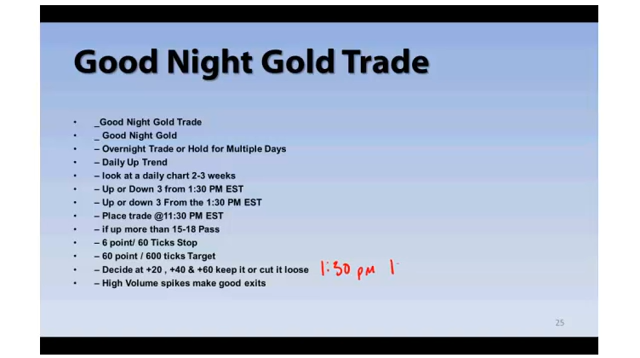 Good Night Gold Trade
• _Good Night Gold Trade
• _ Good Night Gold
• – Overnight Trade or Hold for Multiple Days
• – Daily Up Trend
• – look at a daily chart 2-3 weeks
• – Up or Down 3 from 1:30 PM EST
• – Up or down 3 From the 1:30 PM EST
• – Place trade @11:30 PM EST
• – if up more than 15-18 Pass
• – 6 point/ 60 Ticks Stop
• – 60 point / 600 ticks Target
• – Decide at +20 , +40 & +60 keep it or cut it loose 1:30 pm 1:
• – High Volume spikes make good exits
25